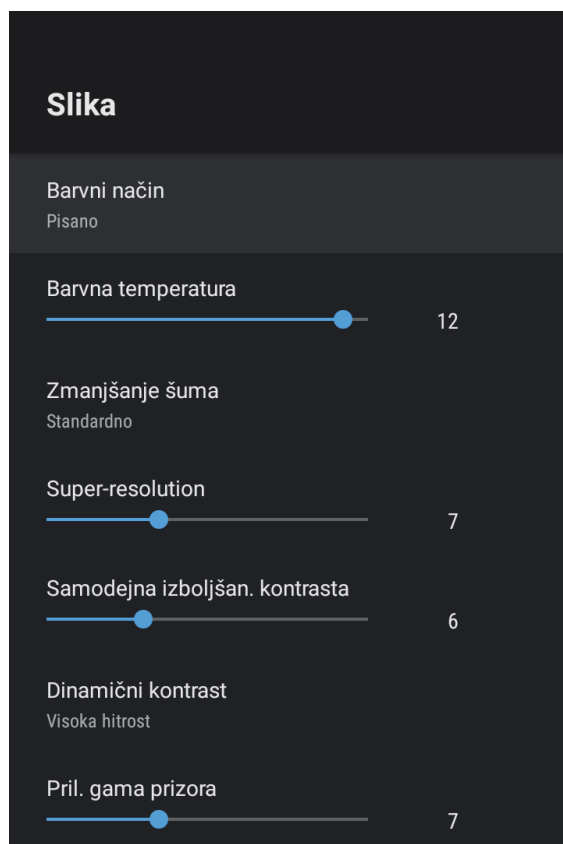 Slika
Barvni način
Pisano
Barvna temperatura
12
Zmanjšanje šuma
Standardno
Super-resolution
7
Samodejna izboljšan. kontrasta
6
Dinamični kontrast
Visoka hitrost
Pril. gama prizora
7